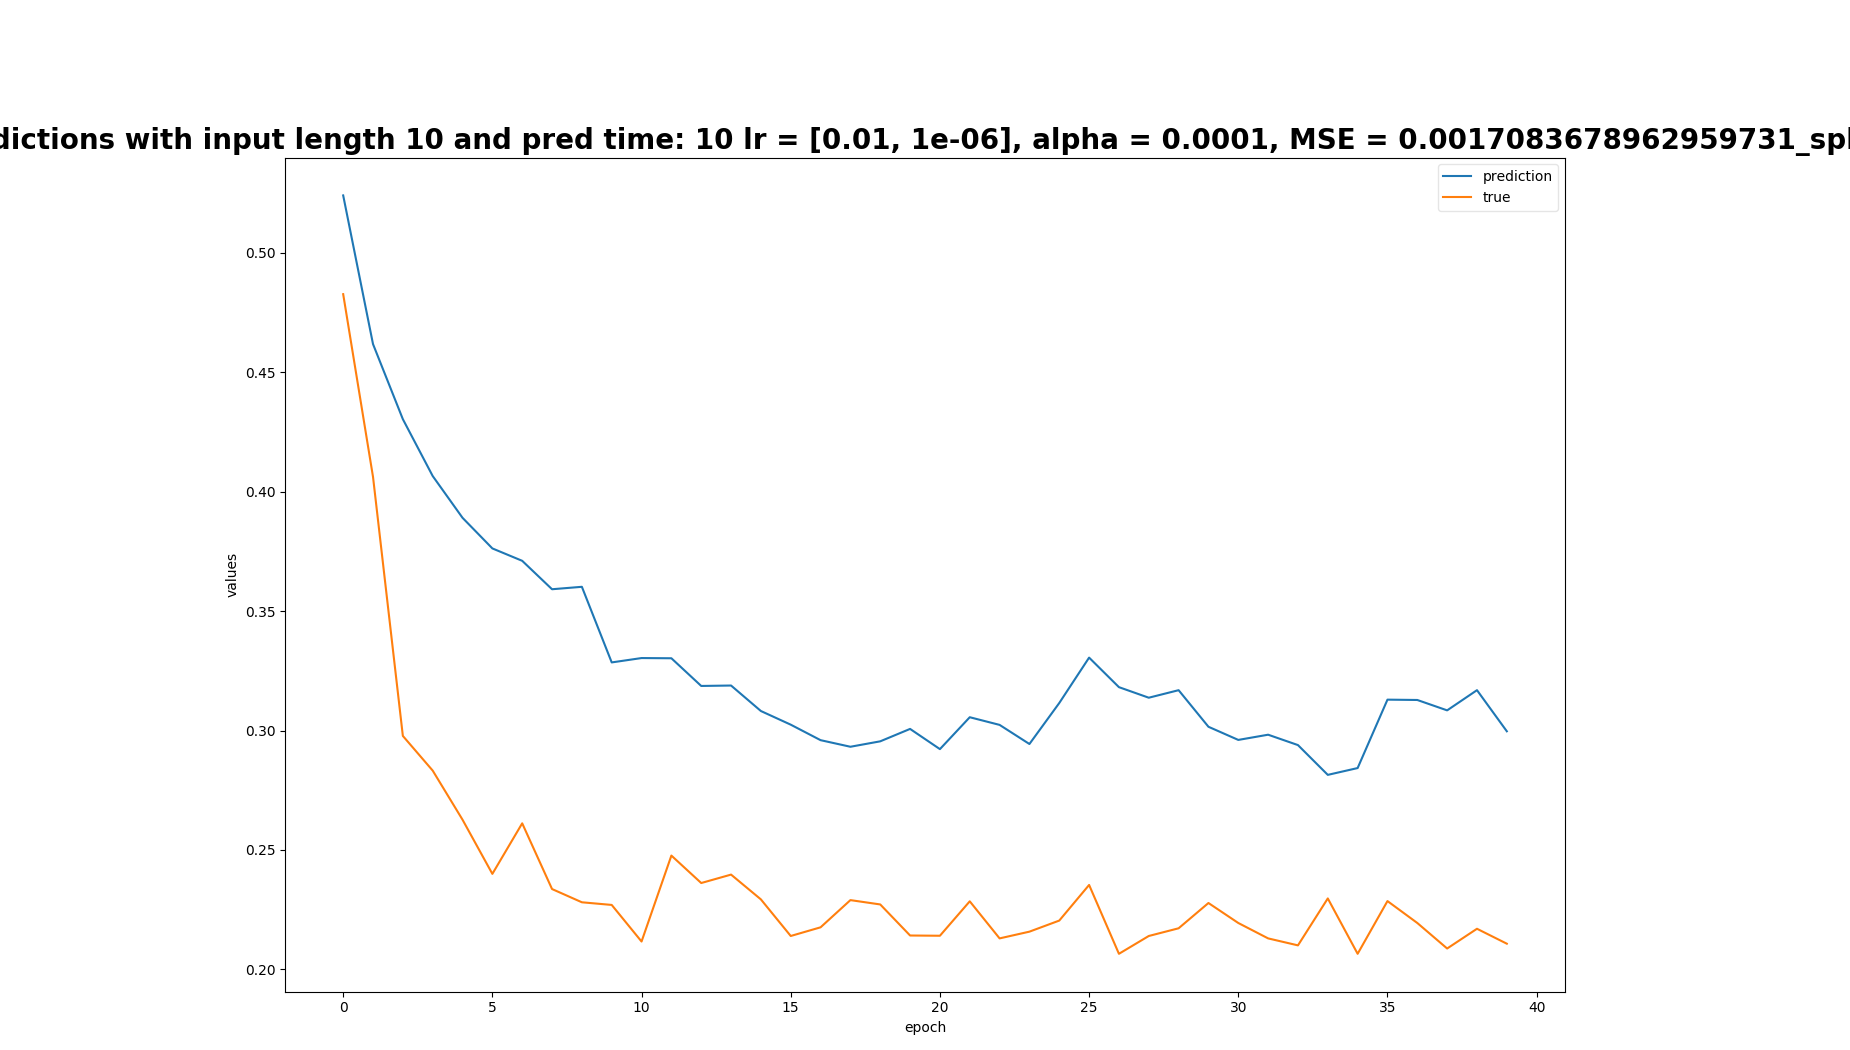 dictions with input length 10 and pred time: 10 lr = [0.01, 1e-06], alpha = 0.0001, MSE = 0.0017083678962959731_spl
prediction
true
0.50
0.45
0.40
0.35
0.30
0.25
0.20
values
0 5 10 15 20 25 30 35 40
epoch